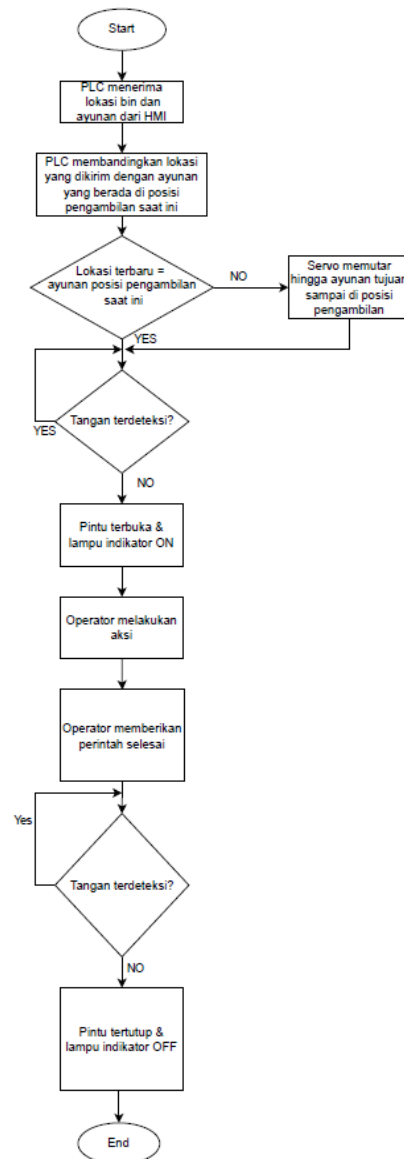 Start
PLC menerima
lokasi bin dan
ayunan dari HMI
PLC membandingkan lokasi
yang dikirim dengan ayunan
yang berada di posisi
pengambilan saat ini
Lokasi terbaru =
ayunan posisi pengambilan
saat ini
NO
Servo memutar
hingga ayunan tujuan
sampai di posisi
pengambilan
YES
Tangan terdeteksi?
YES
NO
Pintu terbuka &
lampu indikator ON
Operator melakukan
aksi
Operator memberikan
perintah selesai
Yes
Tangan terdeteksi?
NO
Pintu tertutup &
lampu indikator OFF
End